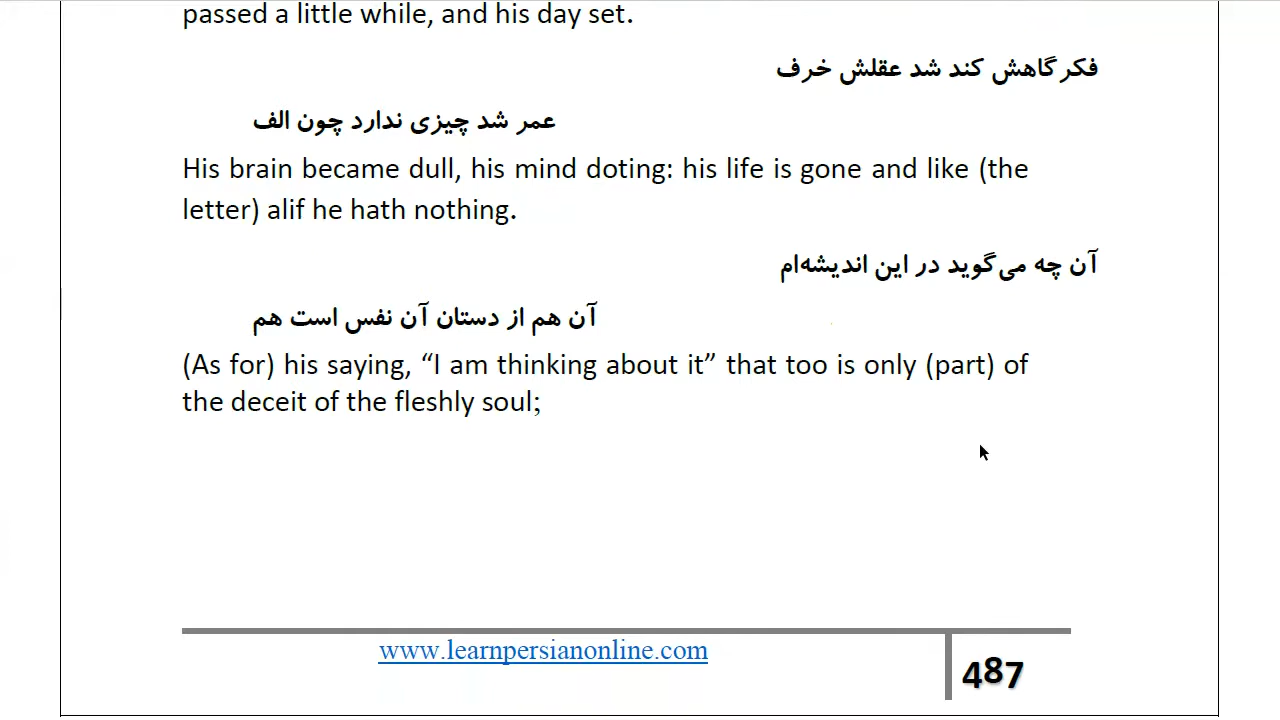 passed a little while, and his day set.
فکرگاهش کند شد عقلش خرف
عمر شد چیزی ندارد چون الف
His brain became dull, his mind doting: his life is gone and like (the
letter) alif he hath nothing.
آن چه می‌گوید در این اندیشه‌ام
آن هم از دستان آن نفس است هم
(As for) his saying, “I am thinking about it” that too is only (part) of
the deceit of the fleshly soul;
www.learnpersianonline.com
487